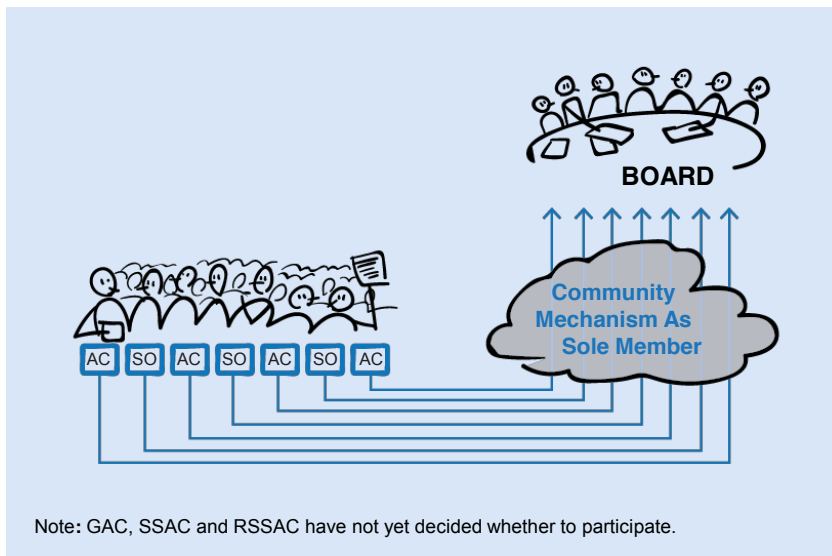 BOARD
Community
Mechanism As
Sole Member
AC SO AC SO AC SO AC
Note: GAC, SSAC and RSSAC have not yet decided whether to participate.